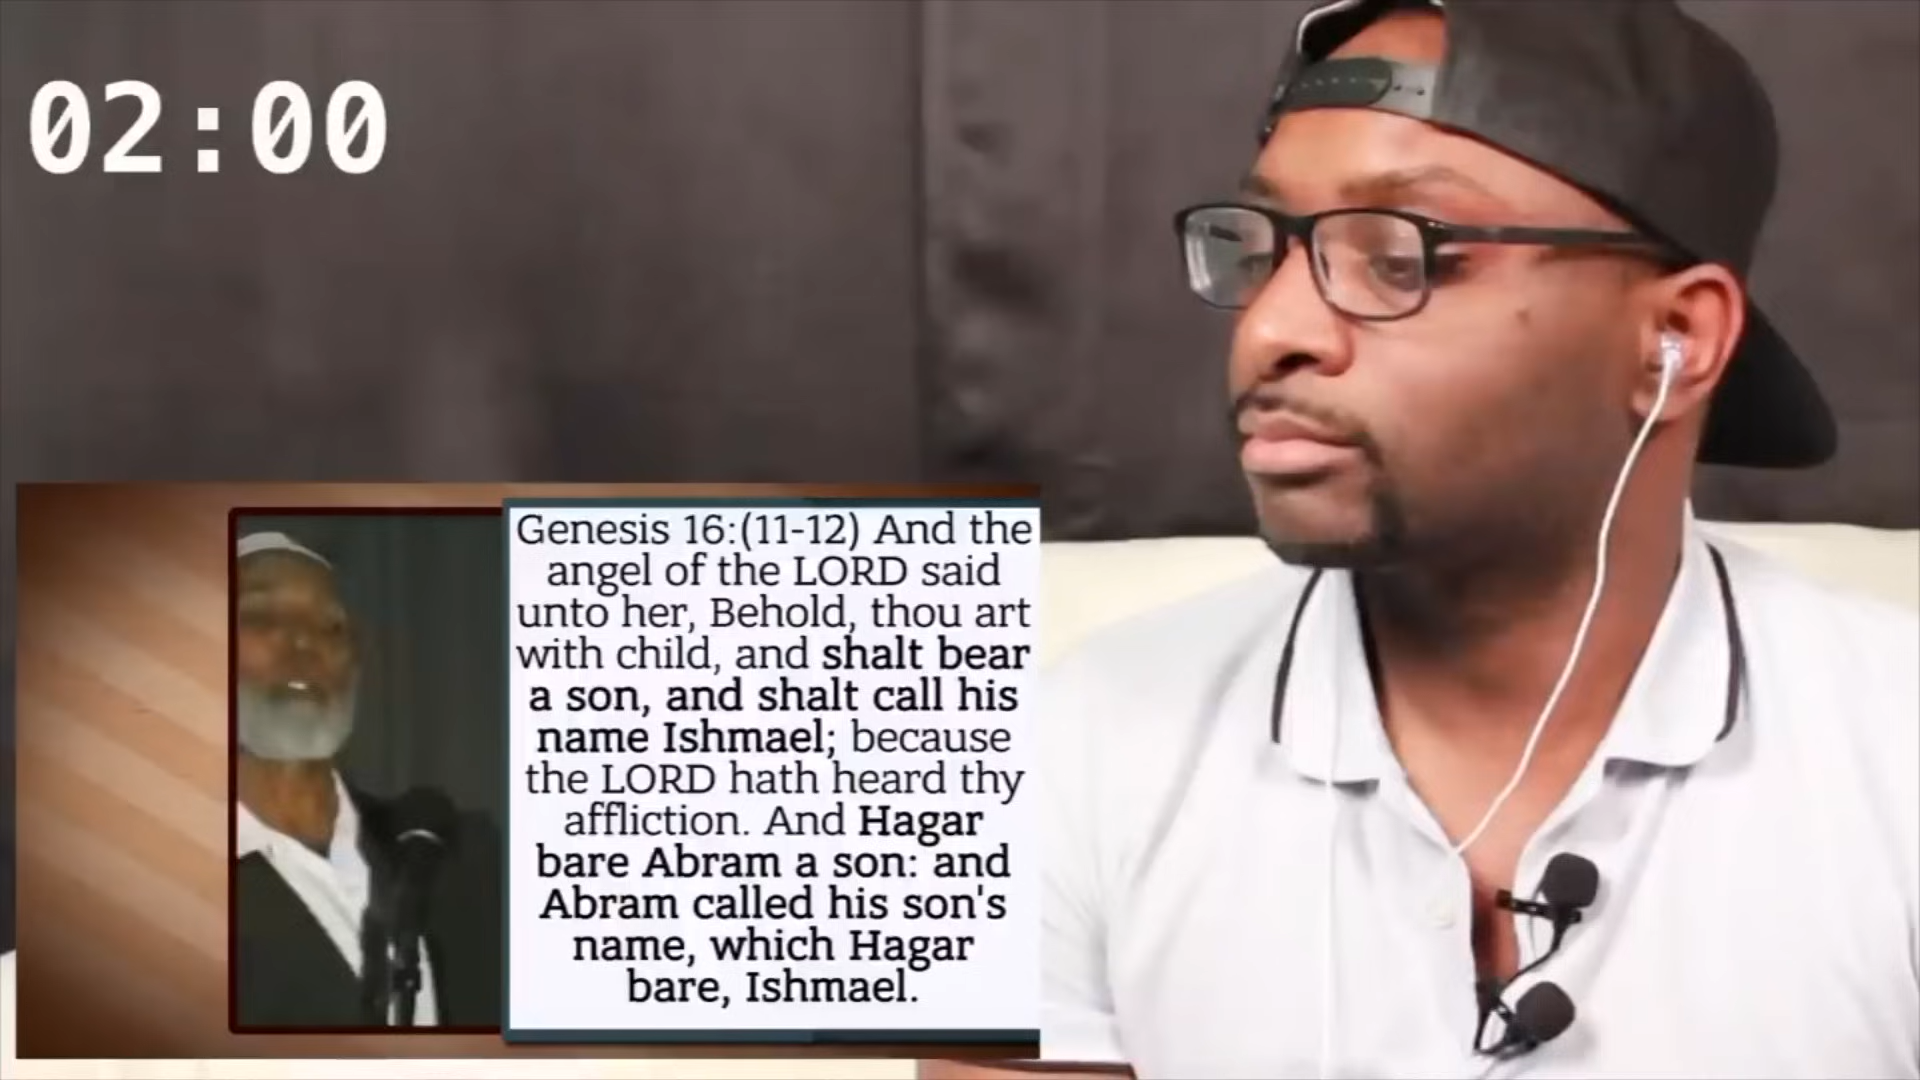 02:00
Genesis 16:(11-12) And the
angel of the LORD said
unto her, Behold, thou art
with child, and shalt bear
a son, and shalt call his
name Ishmael; because
the LORD hath heard thy
affliction. And Hagar
bare Abram a son: and
Abram called his son's
name, which Hagar
bare, Ishmael.